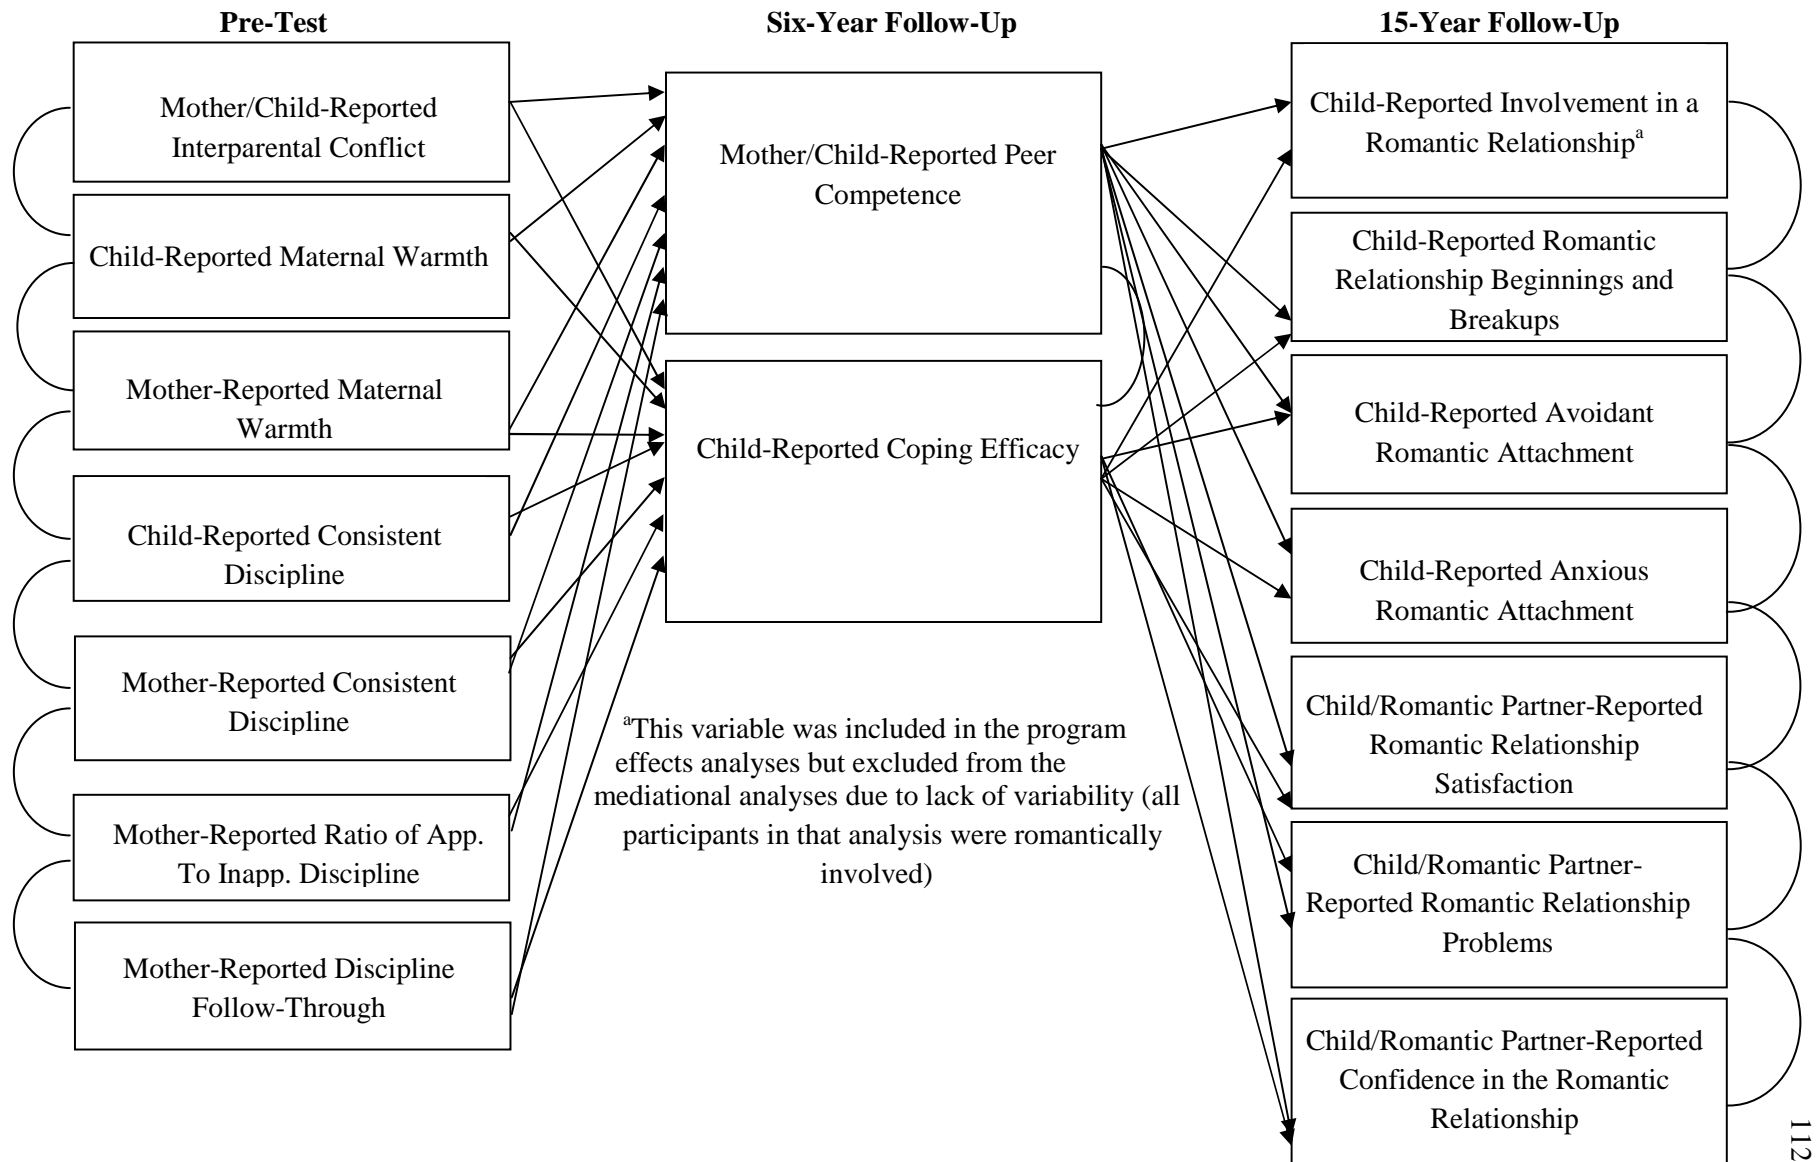 Pre-Test
Six-Year Follow-Up
15-Year Follow-Up
Mother/Child-Reported
Interparental Conflict
Child-Reported Maternal Warmth
Mother-Reported Maternal
Warmth
Child-Reported Consistent
Discipline
Mother-Reported Consistent
Discipline
Mother-Reported Ratio of App.
To Inapp. Discipline
Mother-Reported Discipline
Follow-Through
Mother/Child-Reported Peer
Competence
Child-Reported Coping Efficacy
aThis variable was included in the program
effects analyses but excluded from the
mediational analyses due to lack of variability (all
participants in that analysis were romantically
involved)
Child-Reported Involvement in a
Romantic Relationshipa
Child-Reported Romantic
Relationship Beginnings and
Breakups
Child-Reported Avoidant
Romantic Attachment
Child-Reported Anxious
Romantic Attachment
Child/Romantic Partner-Reported
Romantic Relationship
Satisfaction
Child/Romantic Partner-
Reported Romantic Relationship
Problems
Child/Romantic Partner-Reported
Confidence in the Romantic
Relationship
112